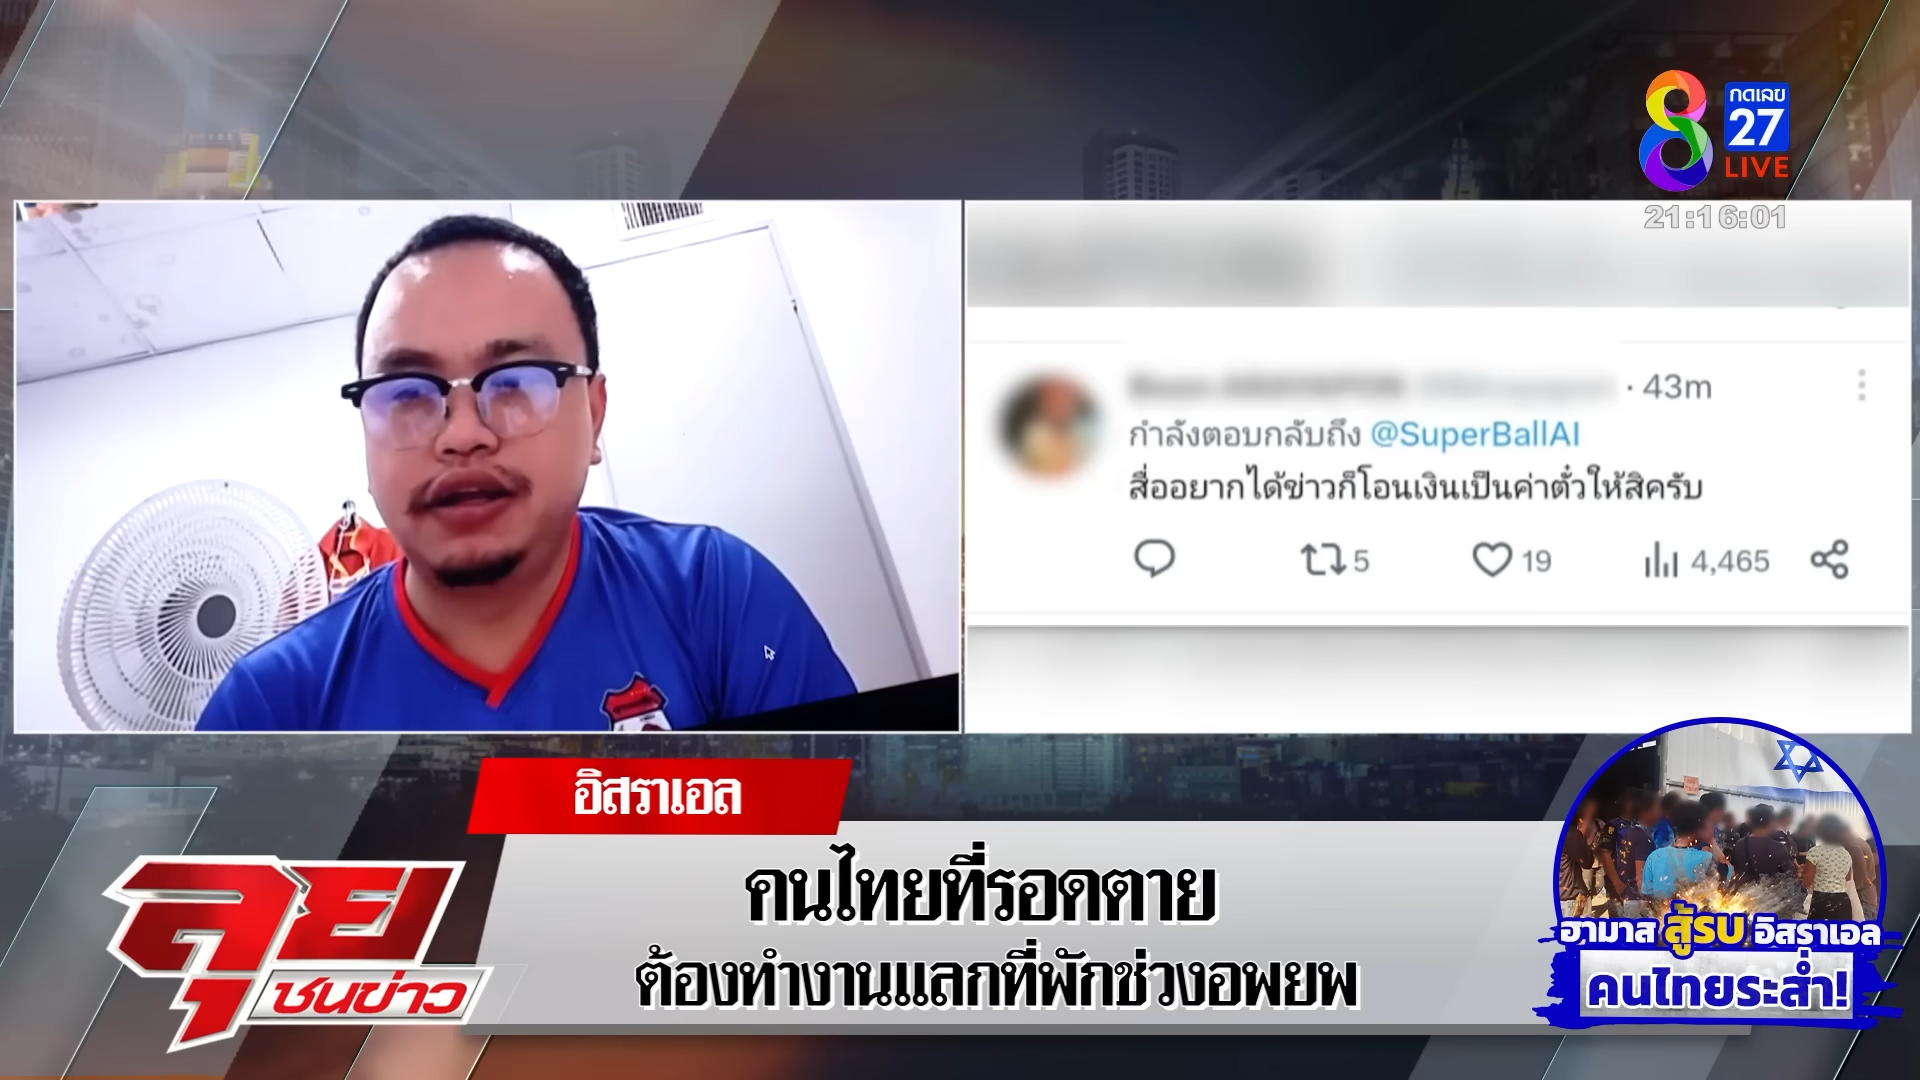 กดเลข
8 27
LIVE
21:16:01
· 43m
กำลังตอบกลับถึง @SuperBallAI
สื่ออยากได้ข่าวก็โอนเงินเป็นค่าตั๋วให้สิครับ
5 19 4,465
อิสราเอล
คนไทยที่รอดตาย
ต้องทำงานแลกที่พักช่วงอพยพ
ลุย
ชนข่าว
ฮามาส สู้รบ อิสราเอล
คนไทยระส่ำ!